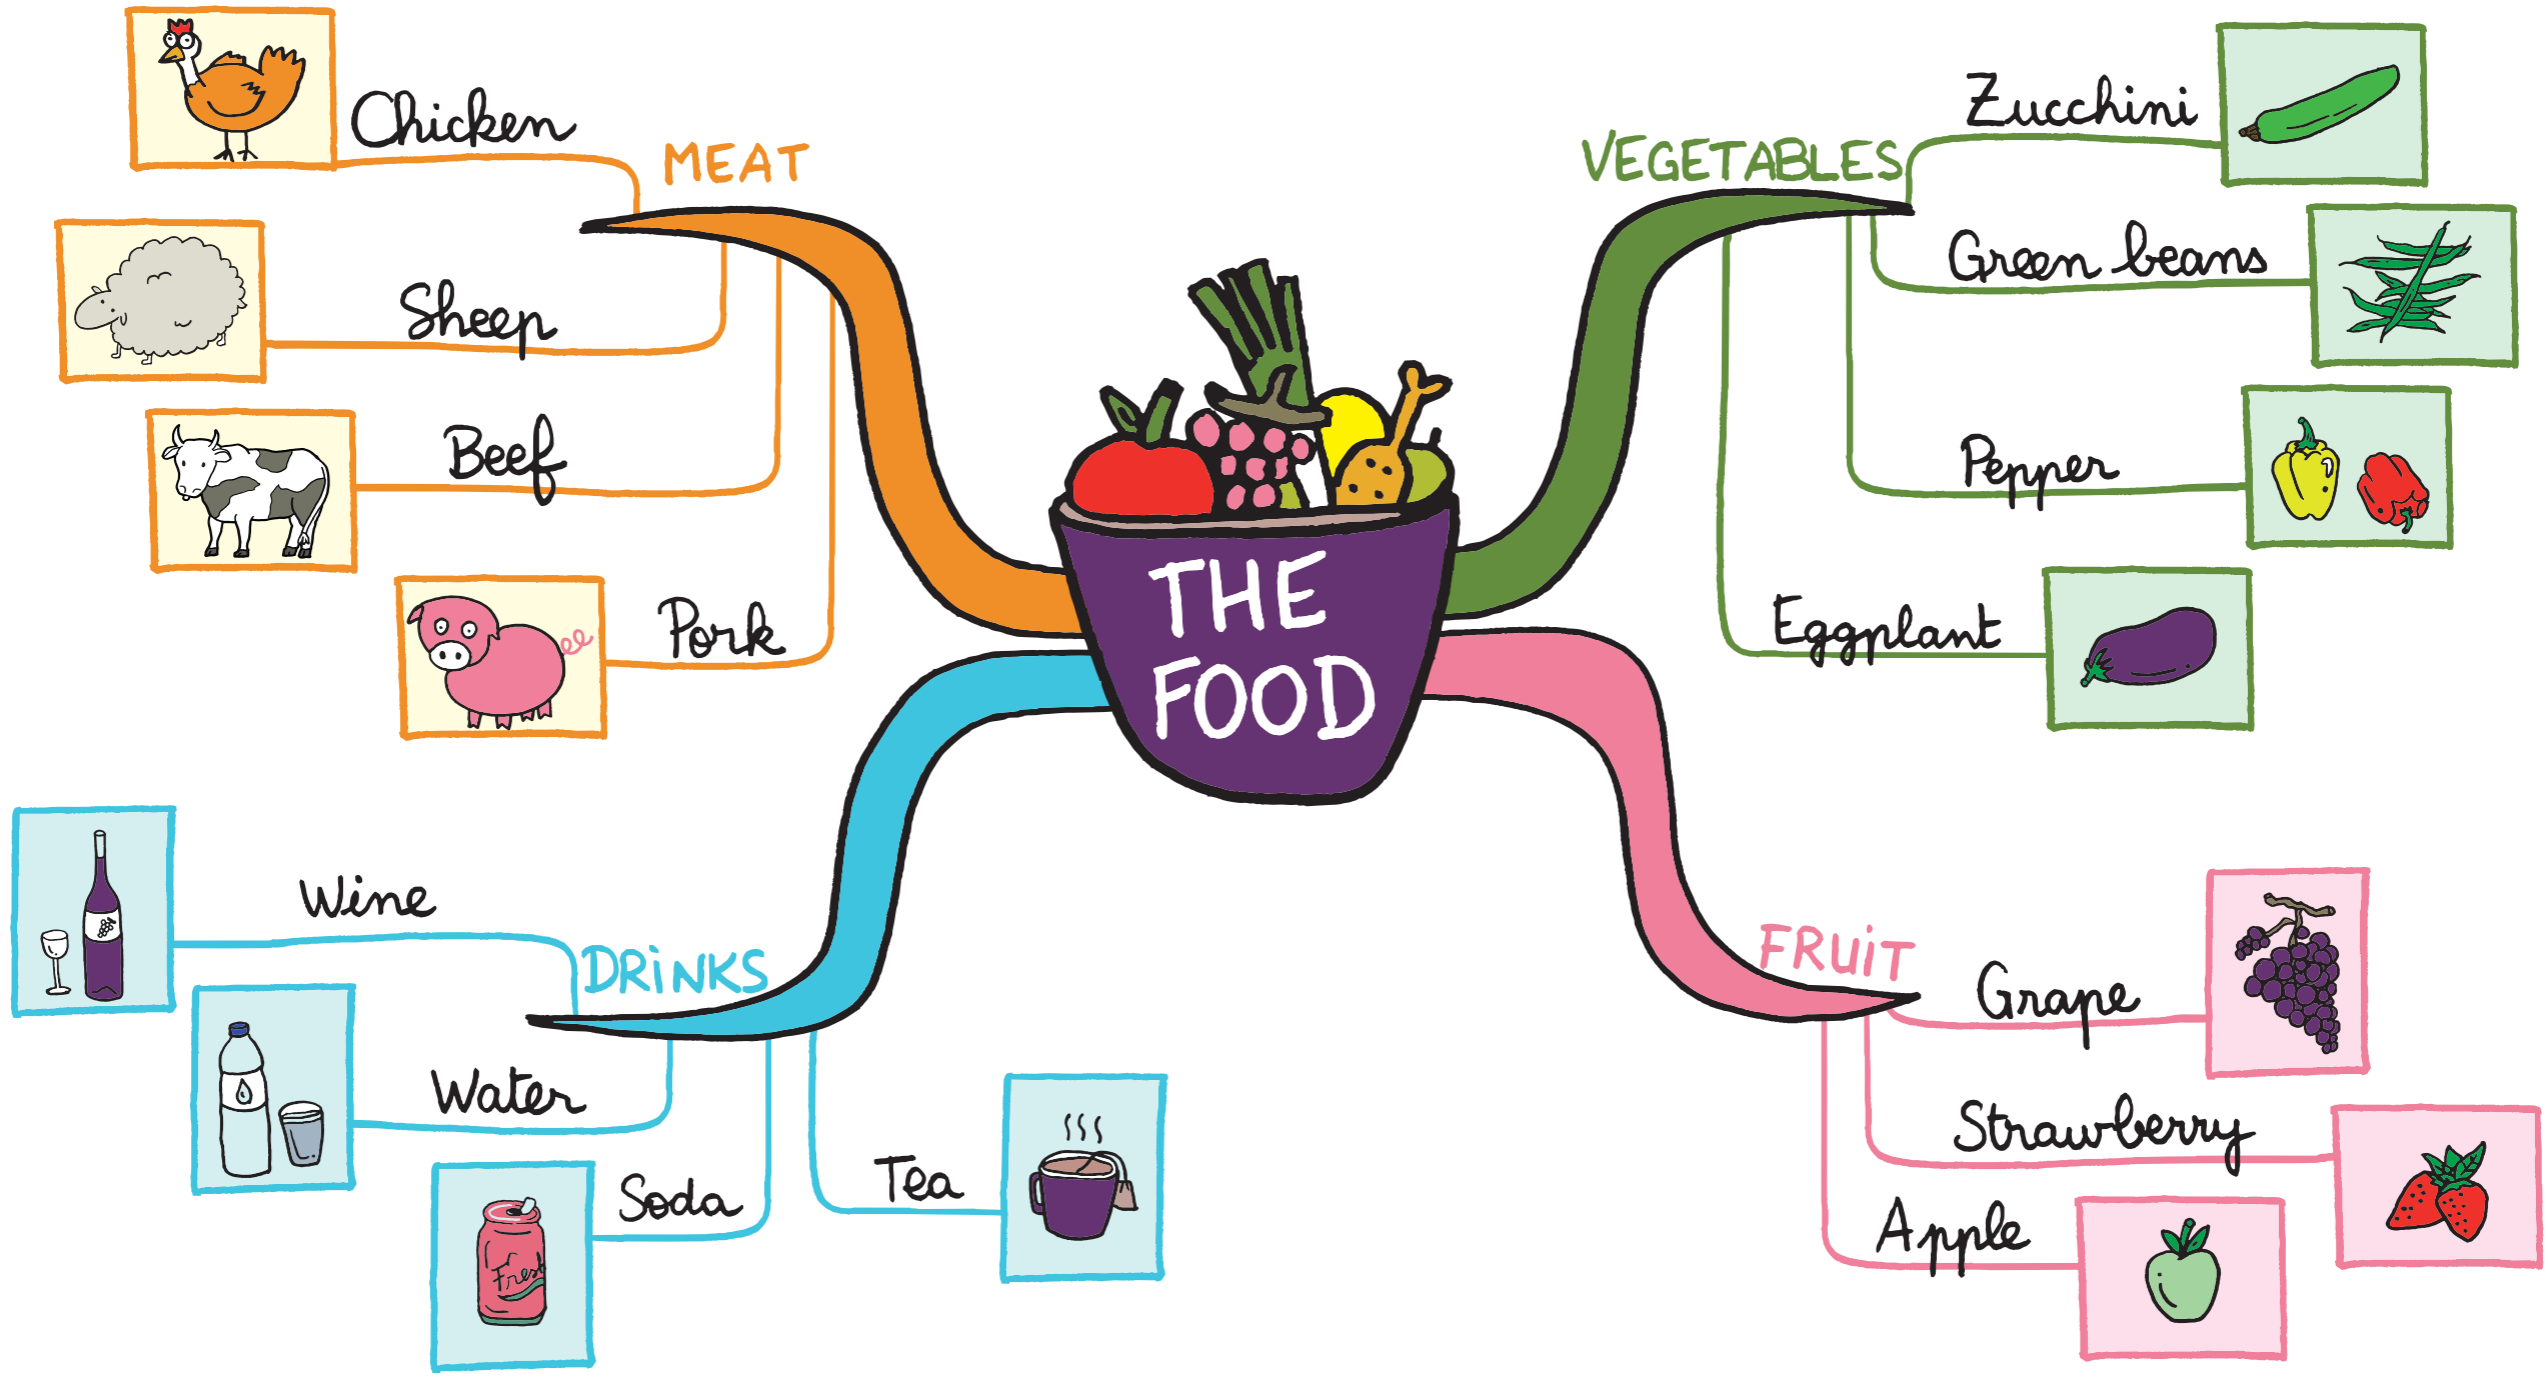 THE
FOOD
MEAT
Chicken
Sheep
Beef
Pork
VEGETABLES
Zucchini
Green beans
Pepper
Eggplant
DRiNKS
Wine
Water
Soda
Fresh
Tea
FRUiT
Grape
Strawberry
Apple